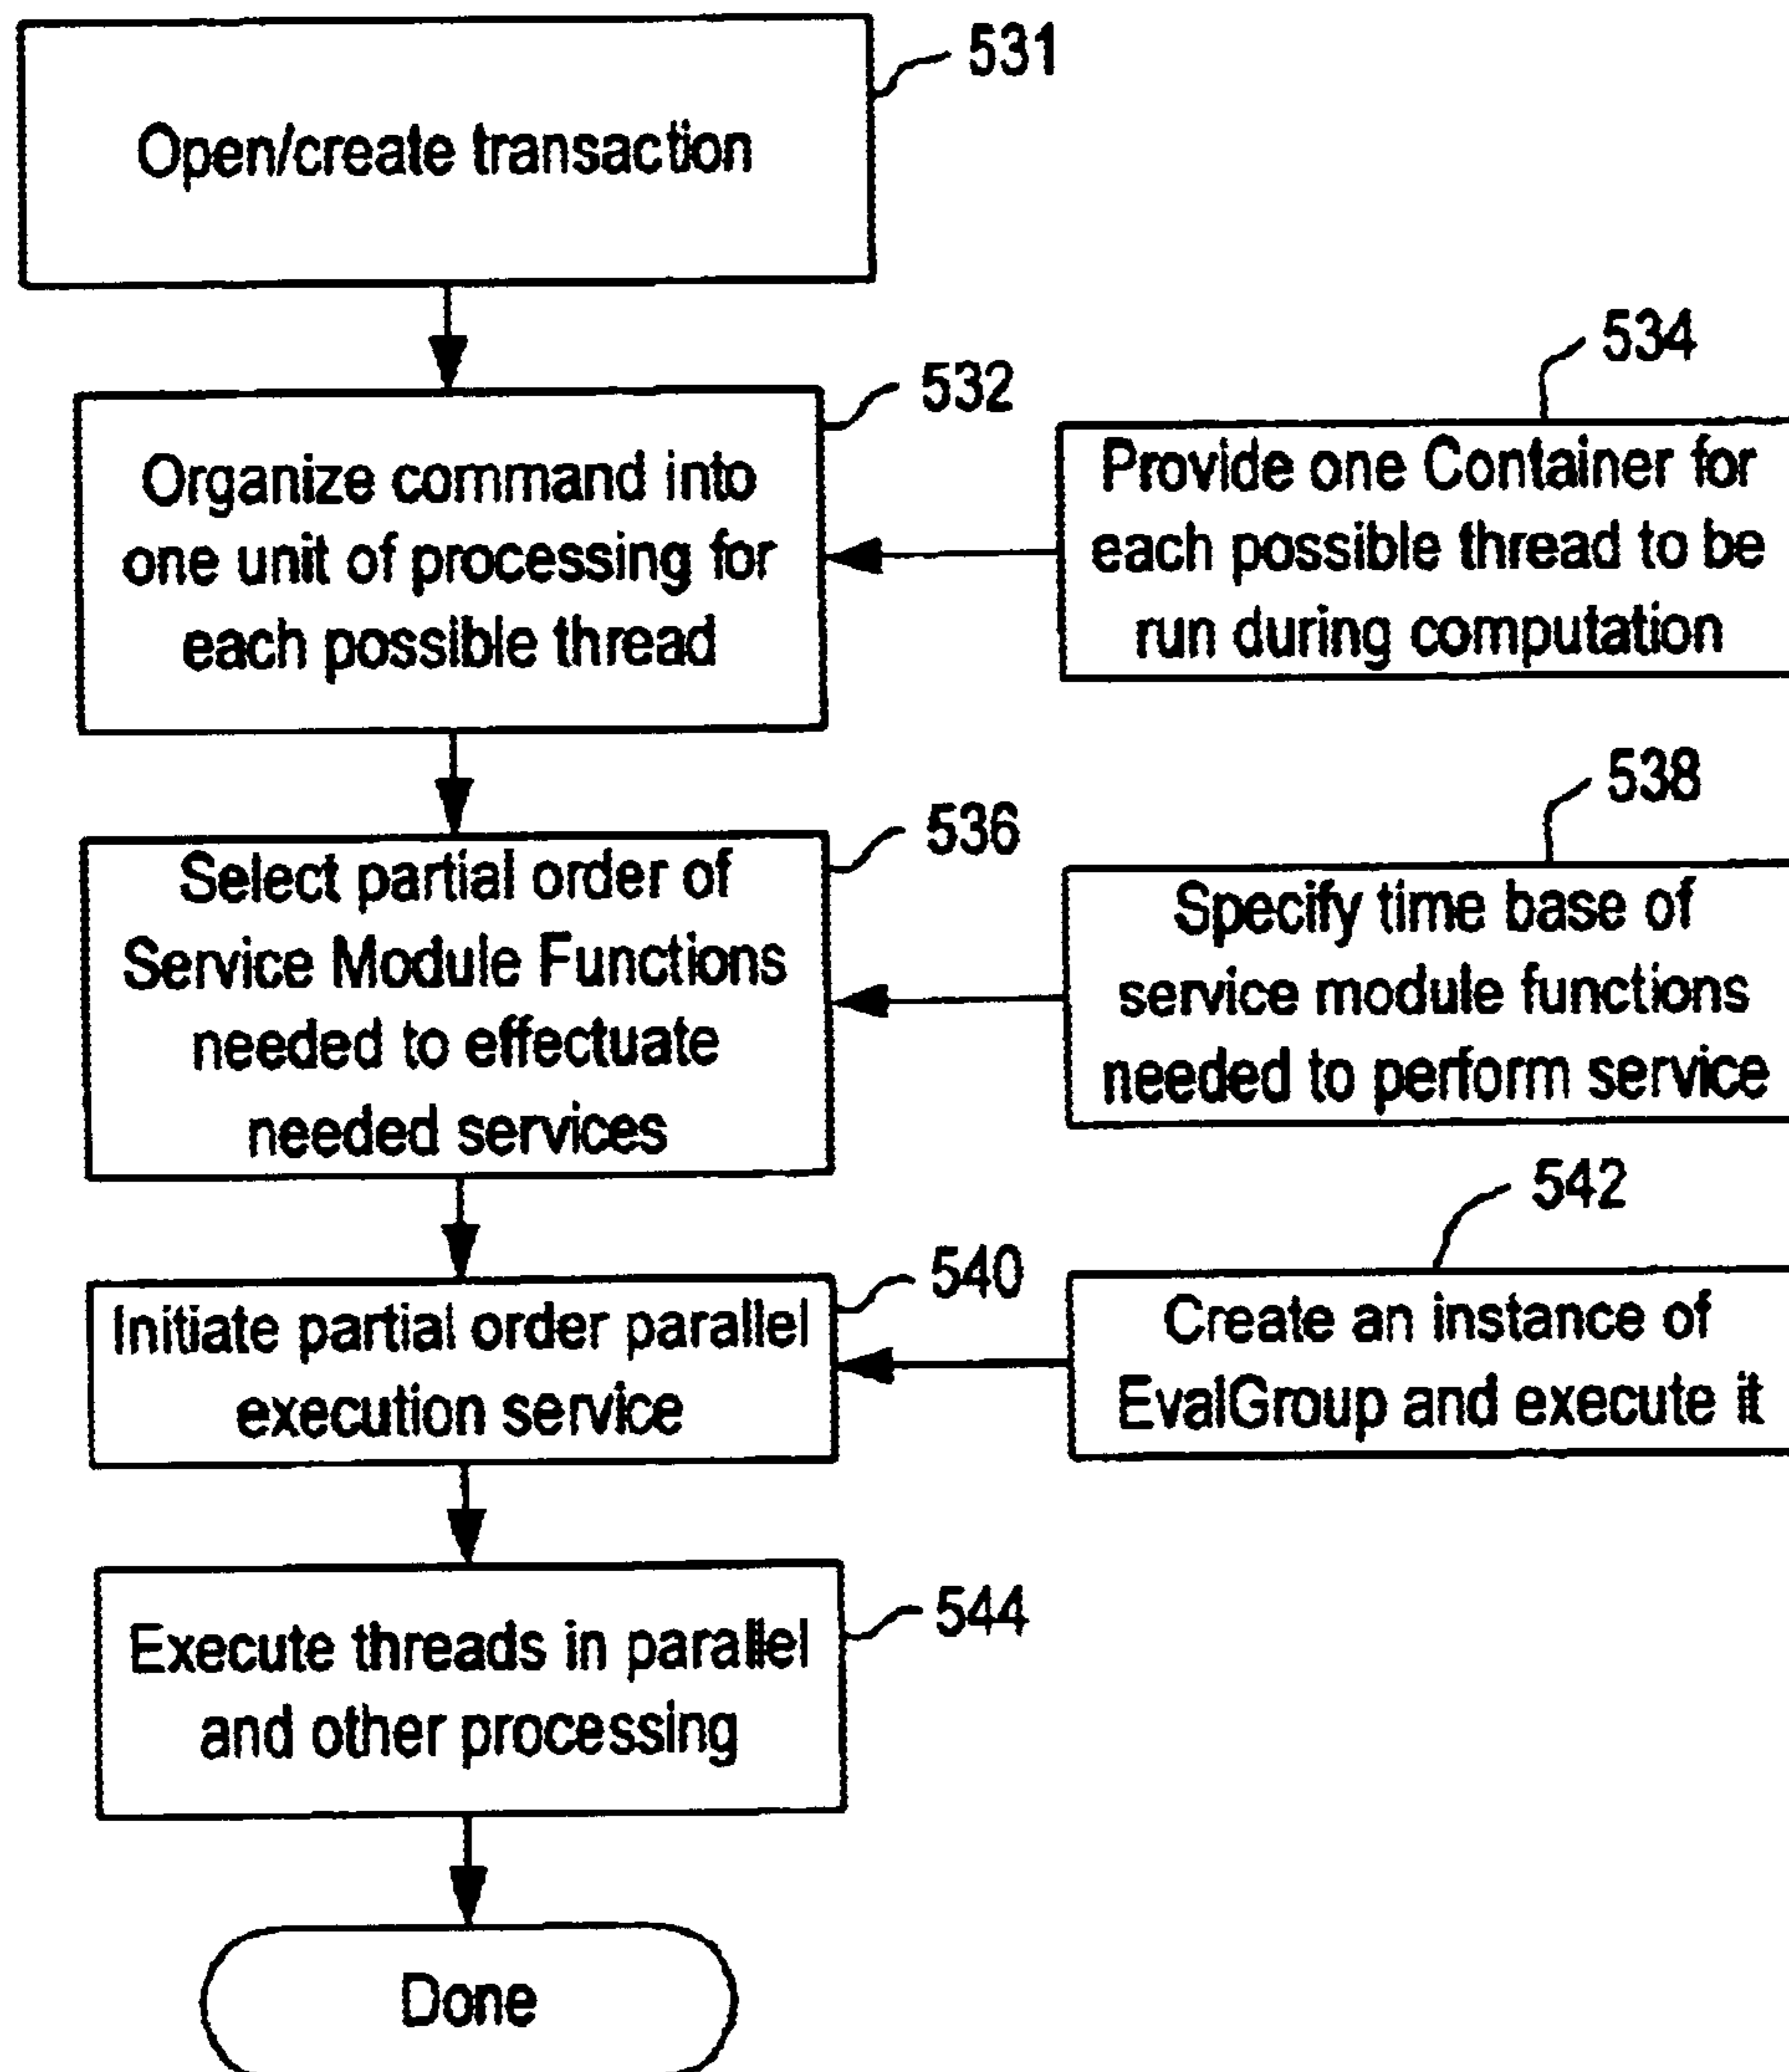 531
Open/create transaction
532
Organize command into
one unit of processing for
each possible thread
534
Provide one Container for
each possible thread to be
run during computation
536
Select partial order of
Service Module Functions
needed to effectuate
needed services
538
Specify time base of
service module functions
needed to perform service
540
Initiate partial order parallel
execution service
542
Create an instance of
EvalGroup and execute it
544
Execute threads in parallel
and other processing
Done